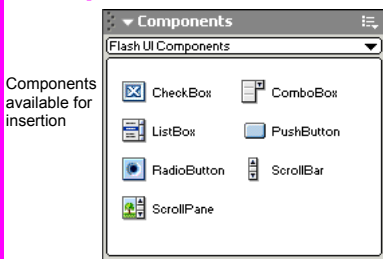 Components
Flash UI Components
Components
available for
insertion
CheckBox
ComboBox
ListBox
PushButton
RadioButton
ScrollBar
ScrollPane